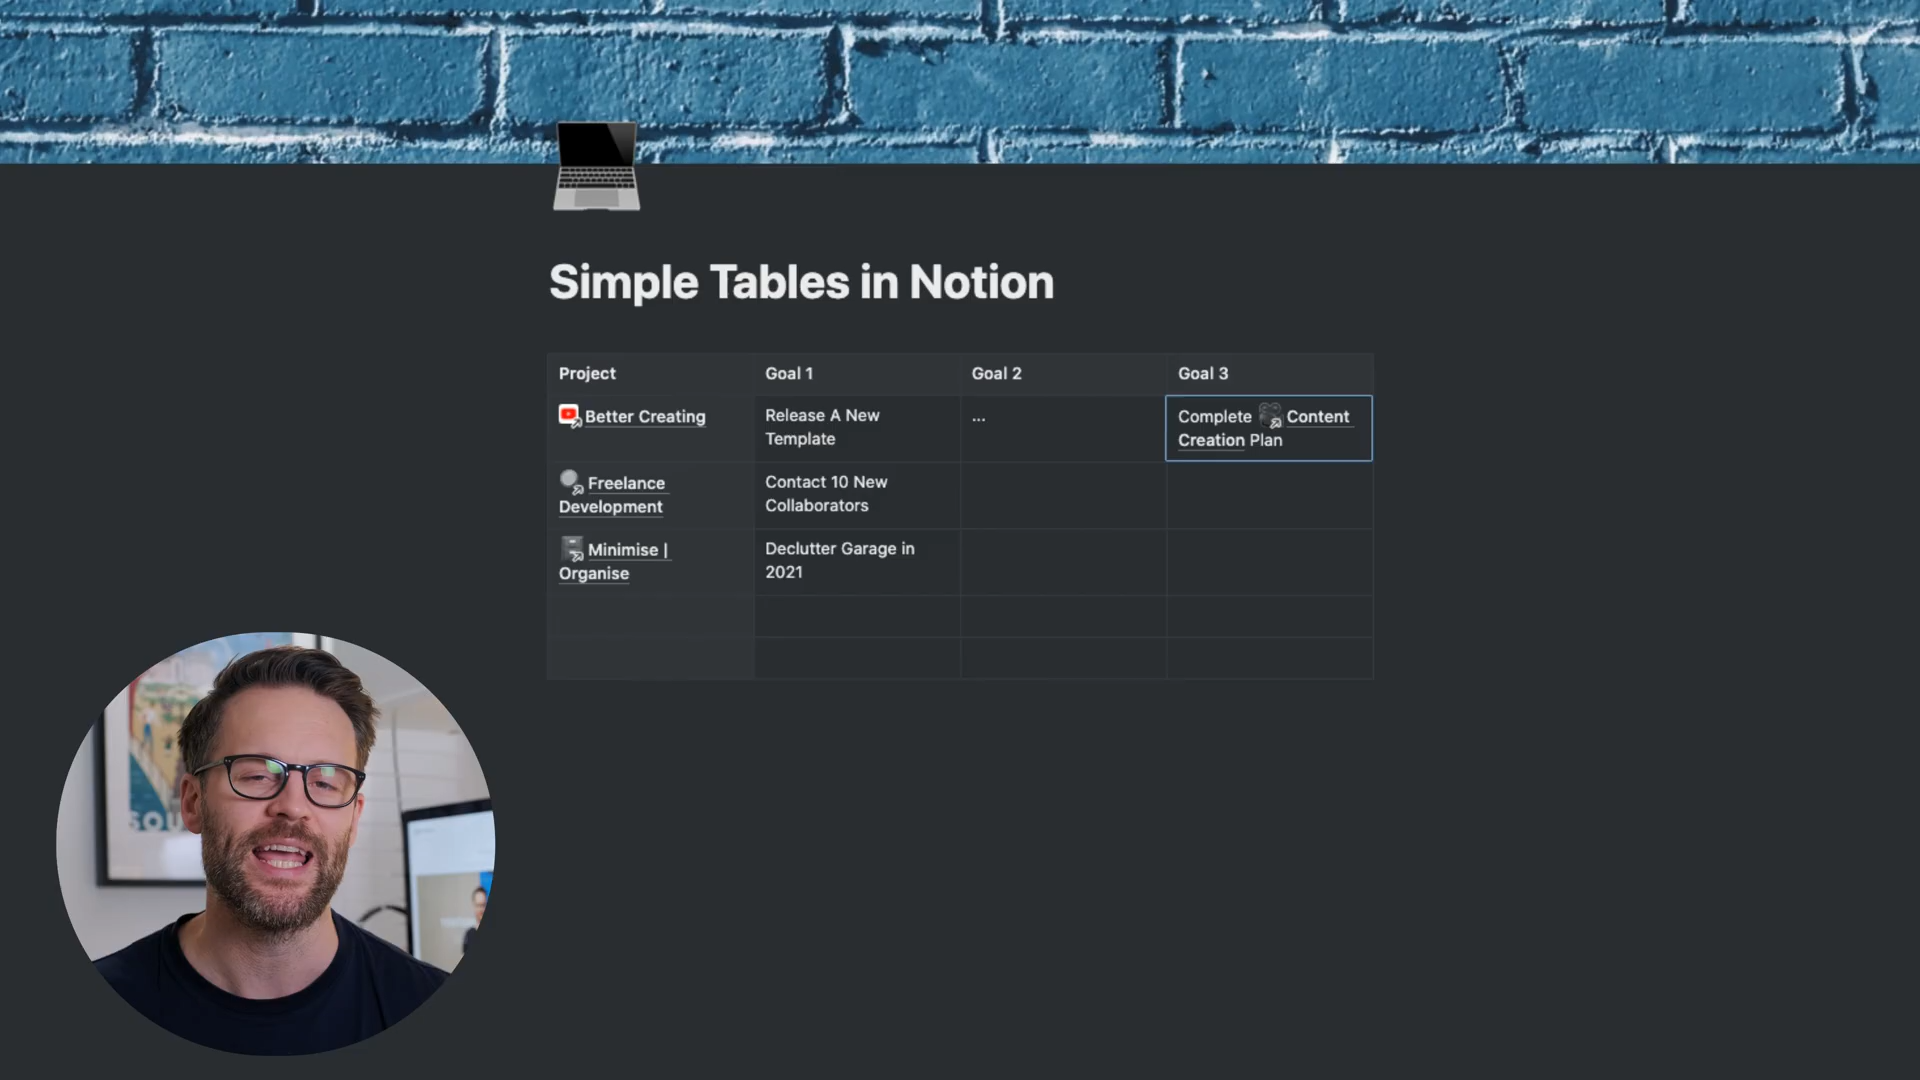 Simple Tables in Notion
Project Goal 1 Goal 2 Goal 3
Better Creating
Release A New
Template
...
Complete Content
Creation Plan
Freelance
Development
Contact 10 New
Collaborators
Minimise |
Organise
Declutter Garage in
2021
SOU